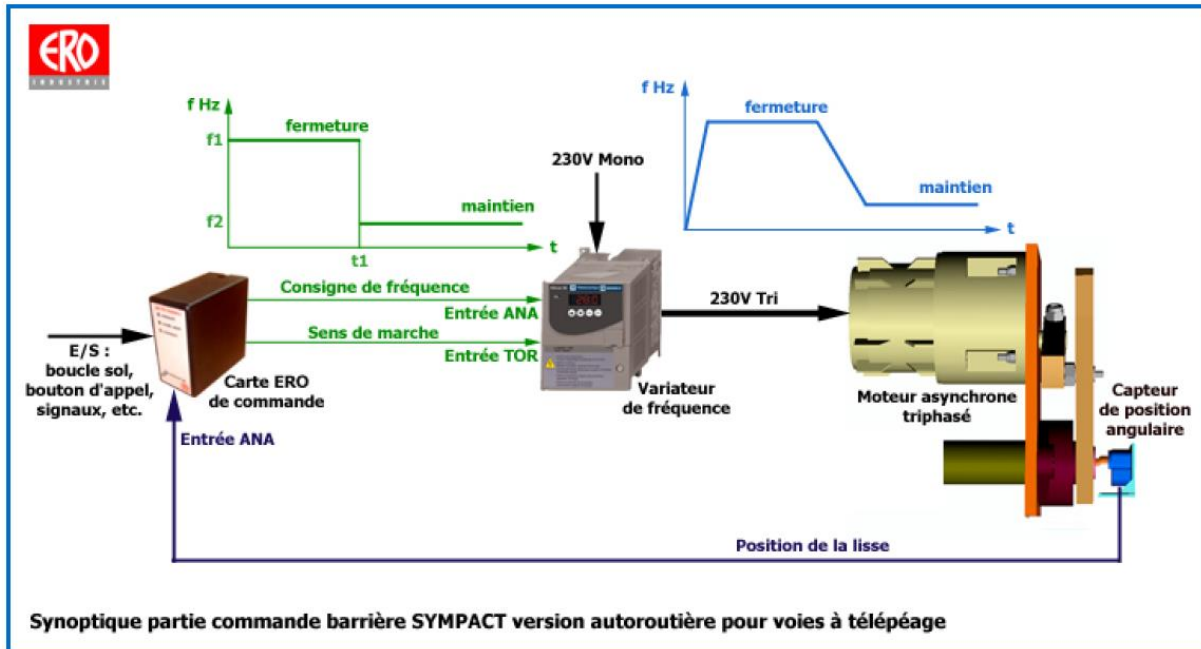 ERO
INDUSTRIE
f Hz
f1
fermeture
f2
maintien
t1
t
230V Mono
f Hz
fermeture
maintien
t
Consigne de fréquence
Entrée ANA
Sens de marche
Entrée TOR
230V Tri
E/S :
boucle sol,
bouton d'appel,
signaux, etc.
Carte ERO
de commande
Variateur
de fréquence
Moteur asynchrone
triphasé
Capteur
de position
angulaire
Entrée ANA
Position de la lisse
Synoptique partie commande barrière SYMPACT version autoroutière pour voies à télépéage